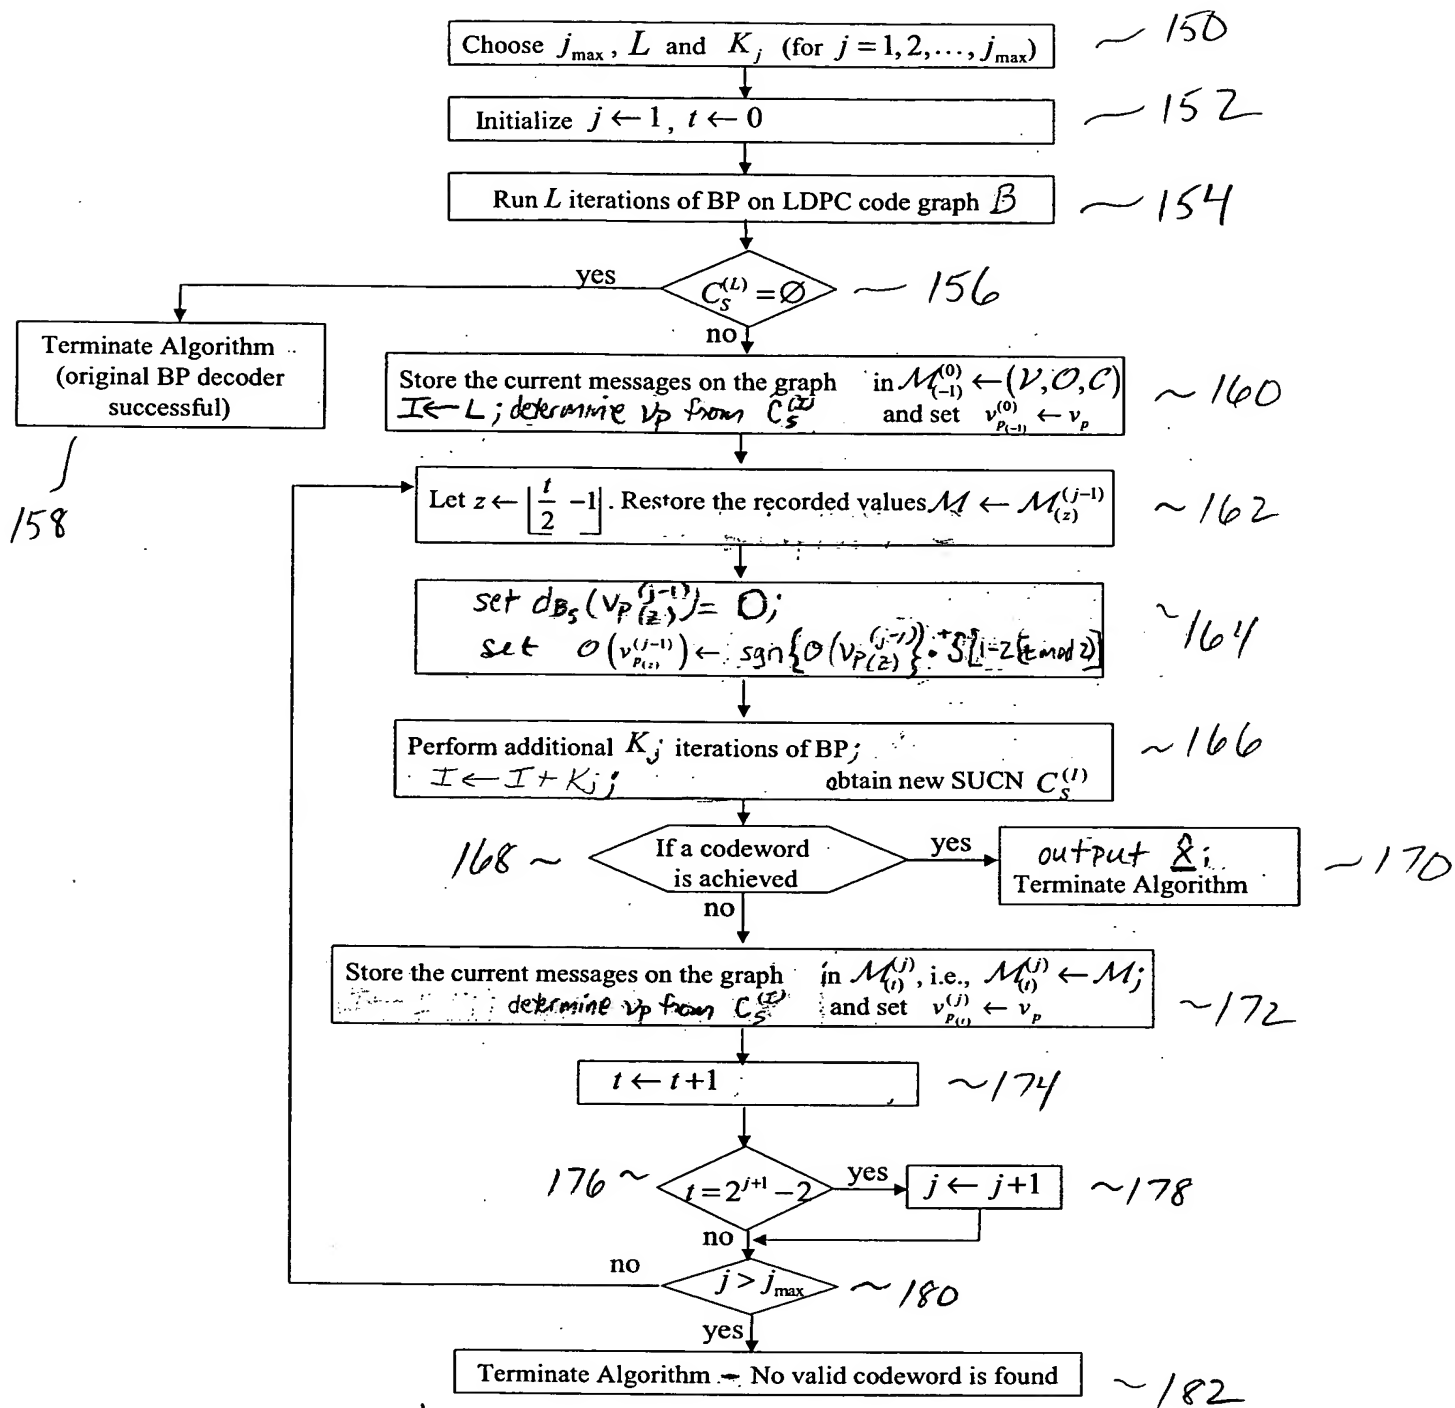 Choose j_max, L and K_j (for j = 1, 2, ..., j_max) ~ 150
Initialize j ← 1, t ← 0 ~ 152
Run L iterations of BP on LDPC code graph B ~ 154
yes
C_S^(L) = ∅ ~ 156
no
Terminate Algorithm
(original BP decoder
successful)
158
Store the current messages on the graph in M_(-1)^(0) ← (V, O, C) ~ 160
I ← L; determine v_p from C_S^(I) and set v_p(-1)^(0) ← v_p
Let z ← ⌊t/2 - 1⌋. Restore the recorded values M ← M_(z)^(j-1) ~ 162
set d_B_S(v_p(z)^(j-1)) = 0;
set O(v_p(z)^(j-1)) ← sgn{O(v_p(z)^(j-1)}· S[1-2(t mod 2)] ~ 164
Perform additional K_j iterations of BP; ~ 166
I ← I + K_j; obtain new SUCN C_S^(I)
168 ~ If a codeword
is achieved
yes
output x̂;
Terminate Algorithm
~ 170
no
Store the current messages on the graph in M_(t)^(j), i.e., M_(t)^(j) ← M;
determine v_p from C_S^(I) and set v_p(t)^(j) ← v_p ~ 172
t ← t+1 ~ 174
176 ~ t = 2^(j+1) - 2 yes j ← j+1 ~ 178
no
no
j > j_max ~ 180
yes
Terminate Algorithm - No valid codeword is found ~ 182